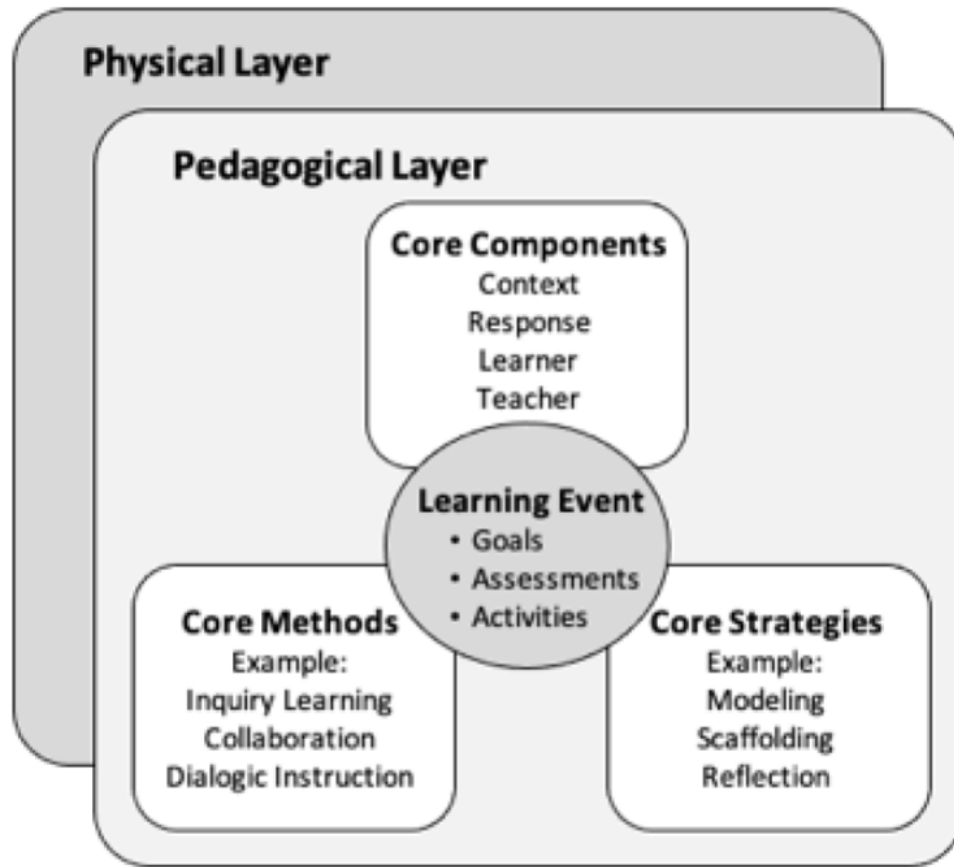 Physical Layer
Pedagogical Layer
Core Components
Context
Response
Learner
Teacher
Learning Event
• Goals
• Assessments
• Activities
Core Methods
Example:
Inquiry Learning
Collaboration
Dialogic Instruction
Core Strategies
Example:
Modeling
Scaffolding
Reflection